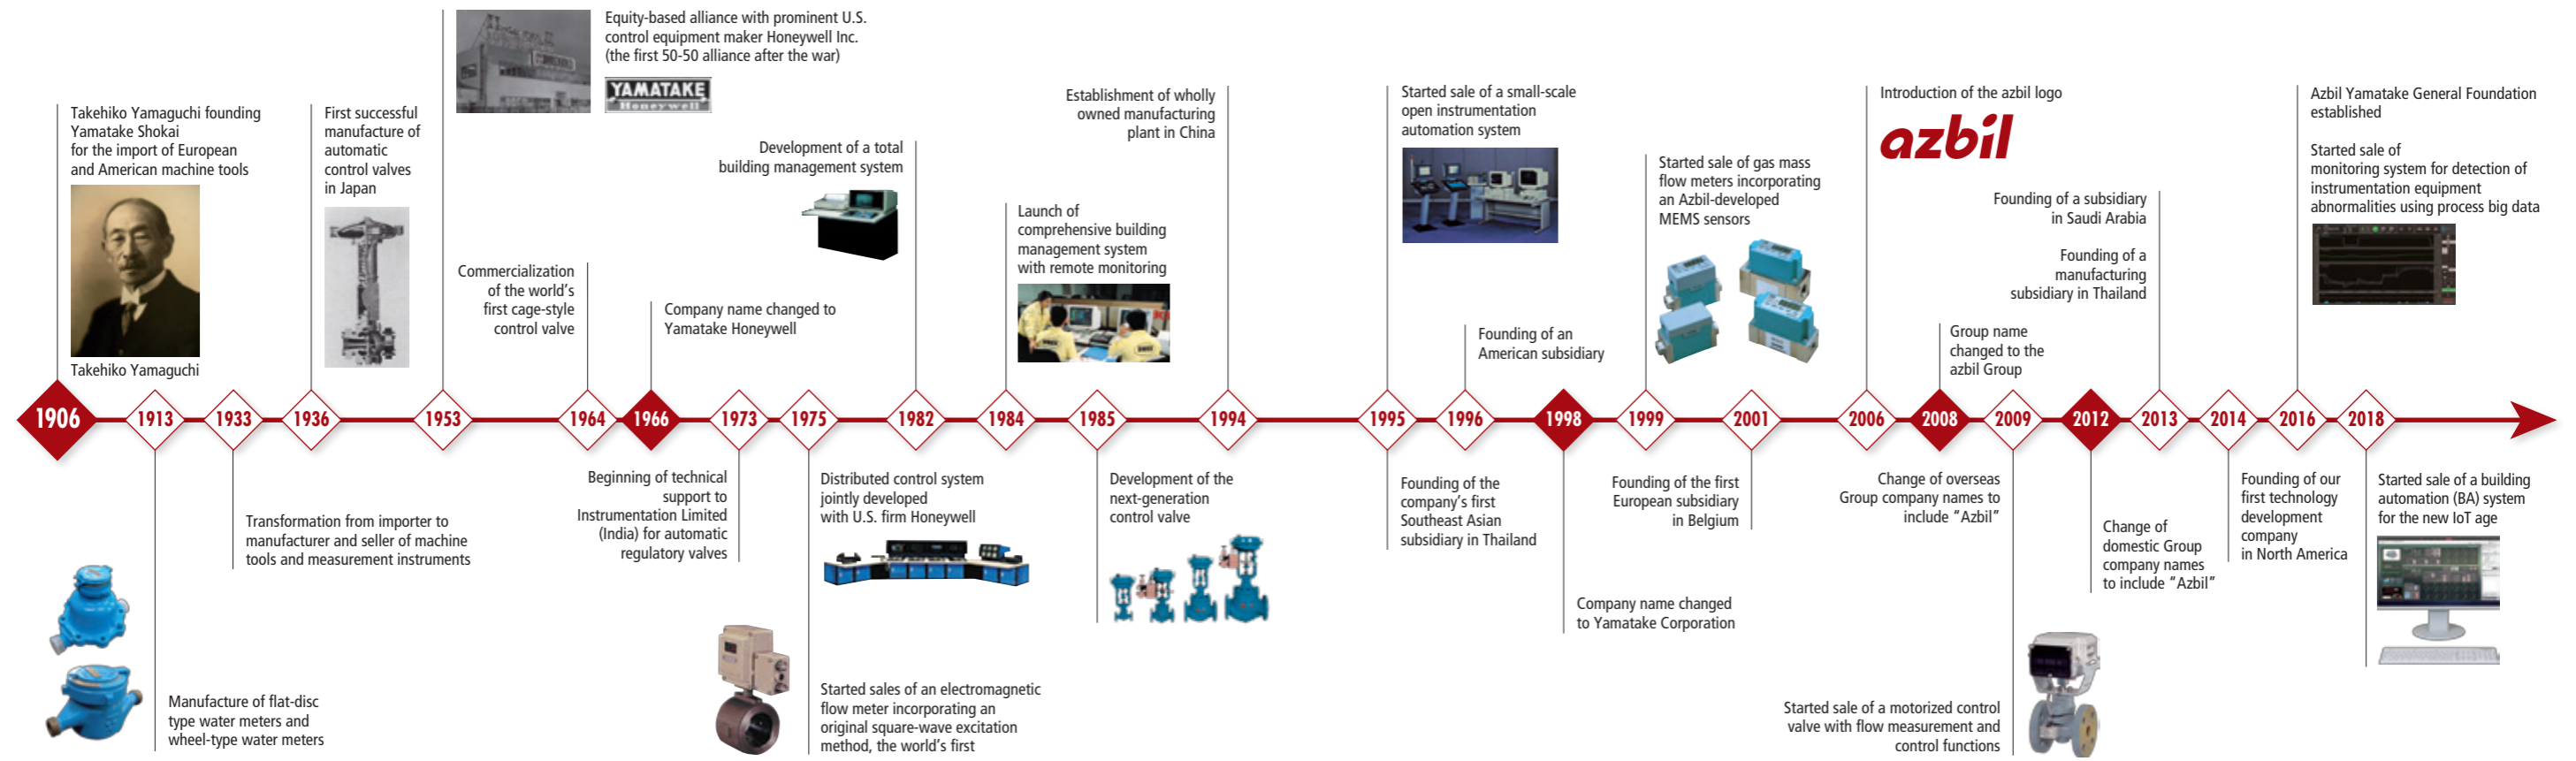 Takehiko Yamaguchi founding
Yamatake Shokai
for the import of European
and American machine tools
Takehiko Yamaguchi
1906
1913
Manufacture of flat-disc
type water meters and
wheel-type water meters
1933
Transformation from importer to
manufacturer and seller of machine
tools and measurement instruments
First successful
manufacture of
automatic
control valves
in Japan
1936
Equity-based alliance with prominent U.S.
control equipment maker Honeywell Inc.
(the first 50-50 alliance after the war)
YAMATAKE
Honeywell
1953
Commercialization
of the world's
first cage-style
control valve
1964
Company name changed to
Yamatake Honeywell
1966
1973
Beginning of technical
support to
Instrumentation Limited
(India) for automatic
regulatory valves
1975
Distributed control system
jointly developed
with U.S. firm Honeywell
Started sales of an electromagnetic
flow meter incorporating an
original square-wave excitation
method, the world's first
Development of a total
building management system
1982
Launch of
comprehensive building
management system
with remote monitoring
1984
1985
Development of the
next-generation
control valve
Establishment of wholly
owned manufacturing
plant in China
1994
Started sale of a small-scale
open instrumentation
automation system
1995
Founding of the
company's first
Southeast Asian
subsidiary in Thailand
Founding of an
American subsidiary
1996
1998
Company name changed
to Yamatake Corporation
Started sale of gas mass
flow meters incorporating
an Azbil-developed
MEMS sensors
1999
2001
Founding of the first
European subsidiary
in Belgium
Introduction of the azbil logo
azbil
2006
Group name
changed to the
azbil Group
2008
2009
Change of overseas
Group company names to
include “Azbil”
Started sale of a motorized control
valve with flow measurement and
control functions
2012
Change of
domestic Group
company names
to include “Azbil”
Founding of a subsidiary
in Saudi Arabia
Founding of a
manufacturing
subsidiary in Thailand
2013
2014
Founding of our
first technology
development
company
in North America
Azbil Yamatake General Foundation
established
Started sale of
monitoring system for detection of
instrumentation equipment
abnormalities using process big data
2016
2018
Started sale of a building
automation (BA) system
for the new IoT age